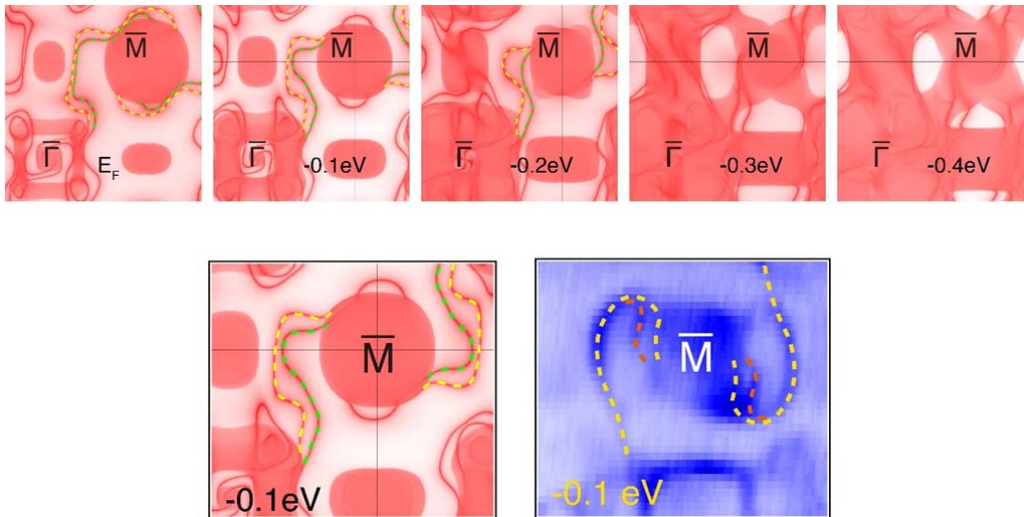 M̅
Γ̅
E_F
M̅
Γ̅
-0.1eV
M̅
Γ̅
-0.2eV
M̅
Γ̅
-0.3eV
M̅
Γ̅
-0.4eV
M̅
-0.1eV
M̅
-0.1 eV